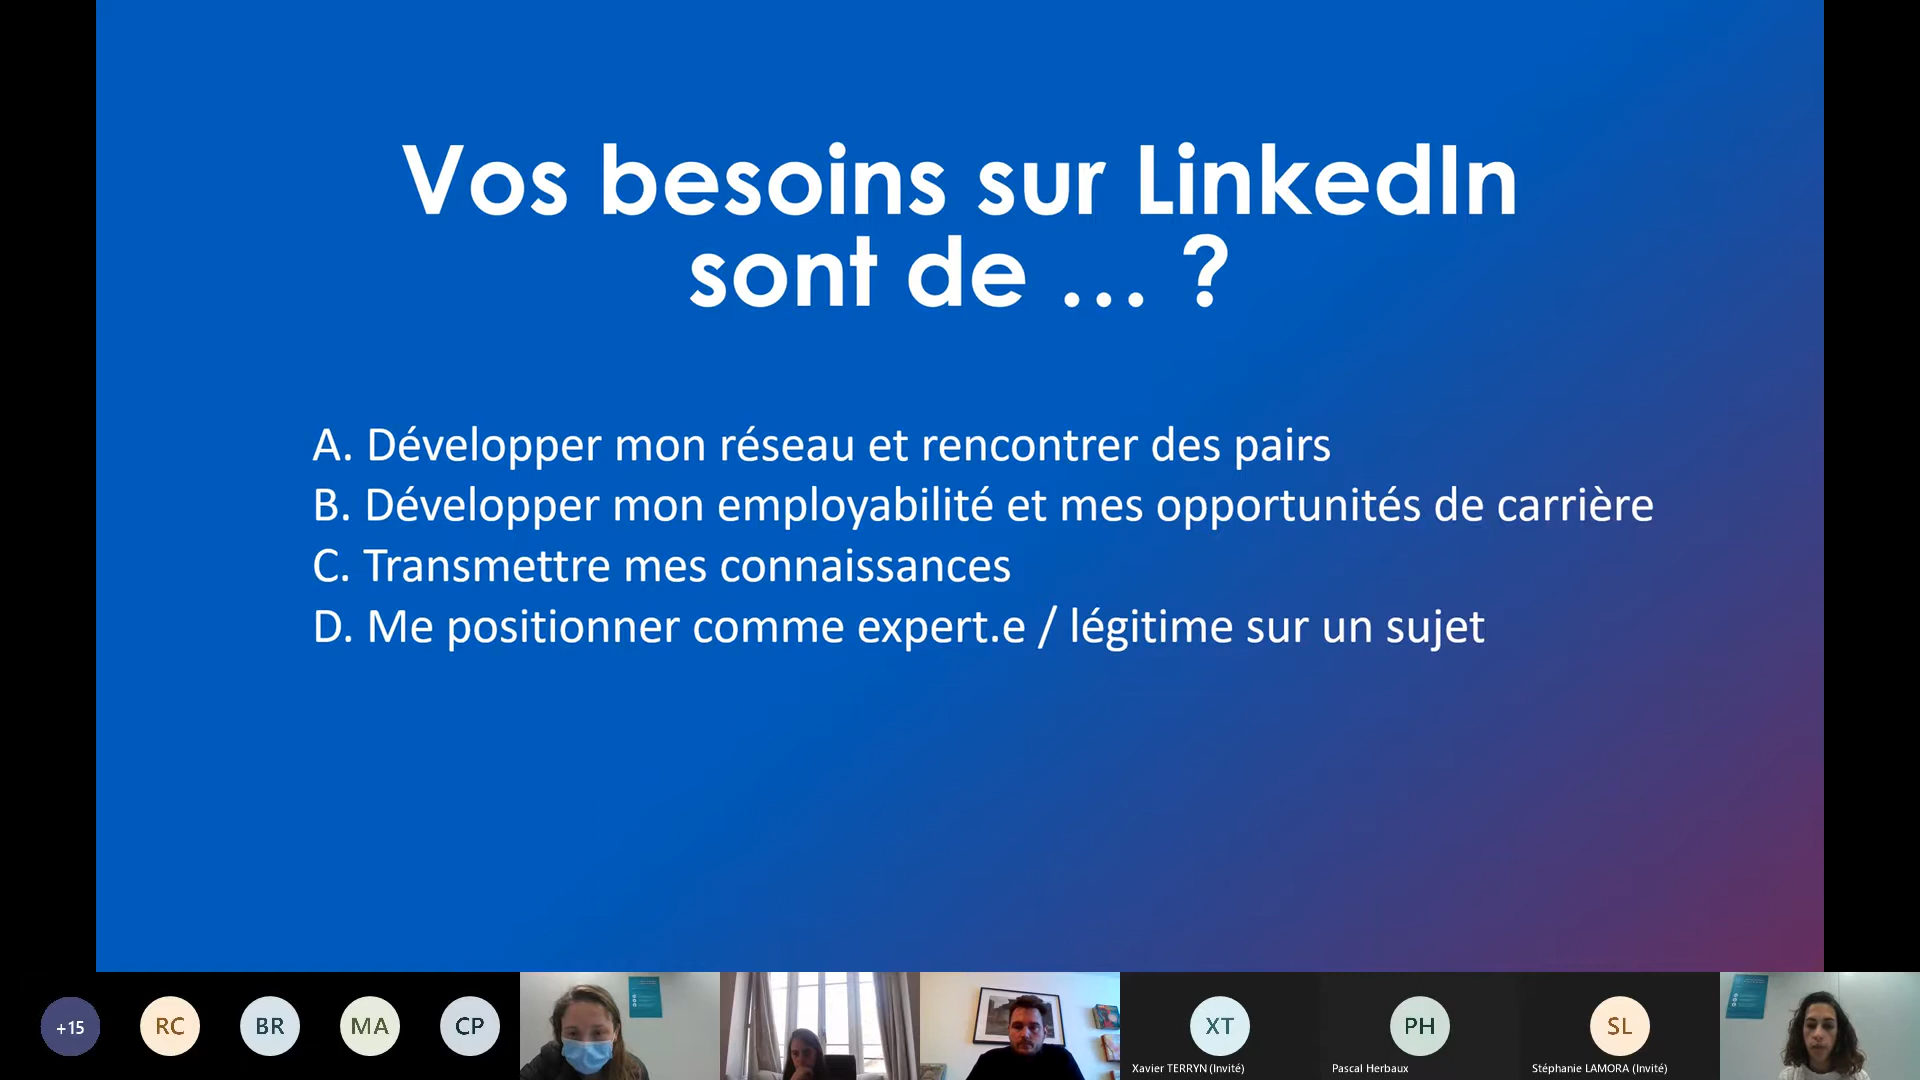 Vos besoins sur LinkedIn
sont de ... ?
A. Développer mon réseau et rencontrer des pairs
B. Développer mon employabilité et mes opportunités de carrière
C. Transmettre mes connaissances
D. Me positionner comme expert.e / légitime sur un sujet
+15
RC
BR
MA
CP
XT
PH
SL
Xavier TERRYN (Invité)
Pascal Herbaux
Stéphanie LAMORA (Invité)